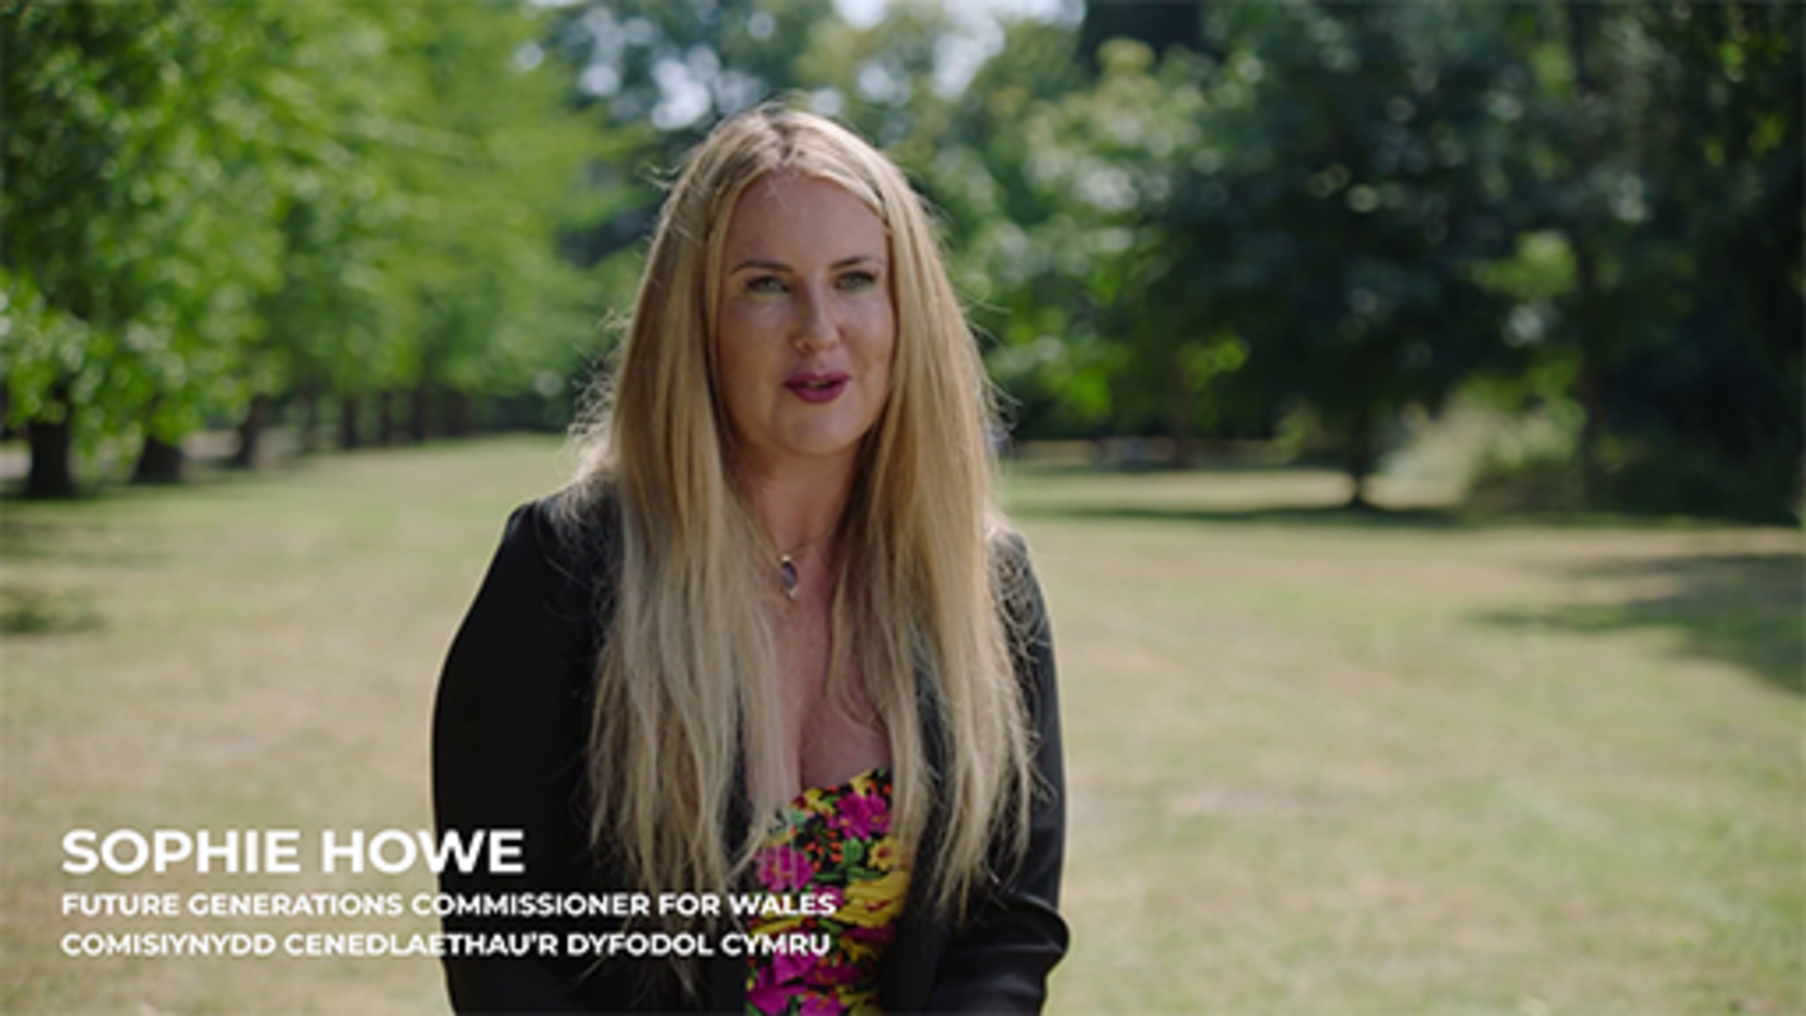 SOPHIE HOWE
FUTURE GENERATIONS COMMISSIONER FOR WALES
COMISIYNYDD CENEDLAETHAU'R DYFODOL CYMRU